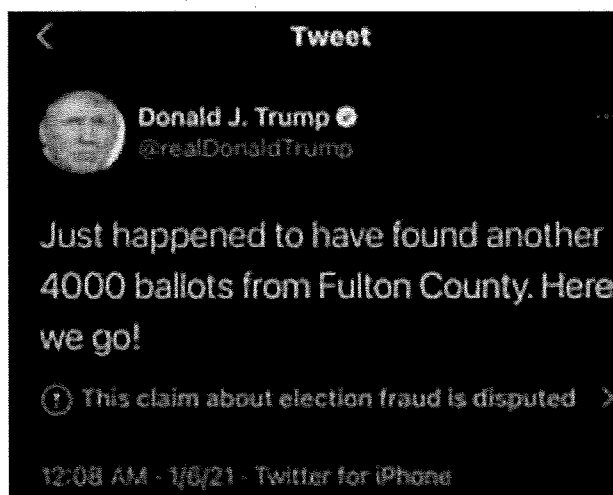 Tweet
Donald J. Trump
@realDonaldTrump
Just happened to have found another
4000 ballots from Fulton County. Here
we go!
This claim about election fraud is disputed
12:08 AM · 1/6/21 · Twitter for iPhone